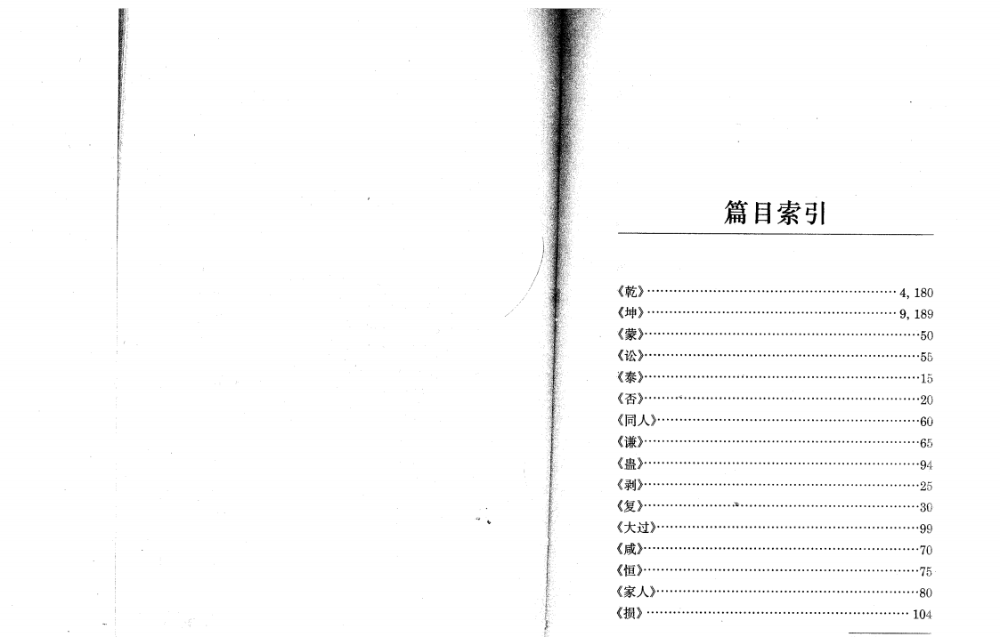 篇目索引
《乾》…………………………………………………4, 180
《坤》…………………………………………………9, 189
《蒙》……………………………………………………50
《讼》……………………………………………………55
《泰》……………………………………………………15
《否》……………………………………………………20
《同人》…………………………………………………60
《谦》……………………………………………………65
《蛊》……………………………………………………94
《剥》……………………………………………………25
《复》……………………………………………………30
《大过》…………………………………………………99
《咸》……………………………………………………70
《恒》……………………………………………………75
《家人》…………………………………………………80
《损》……………………………………………………104